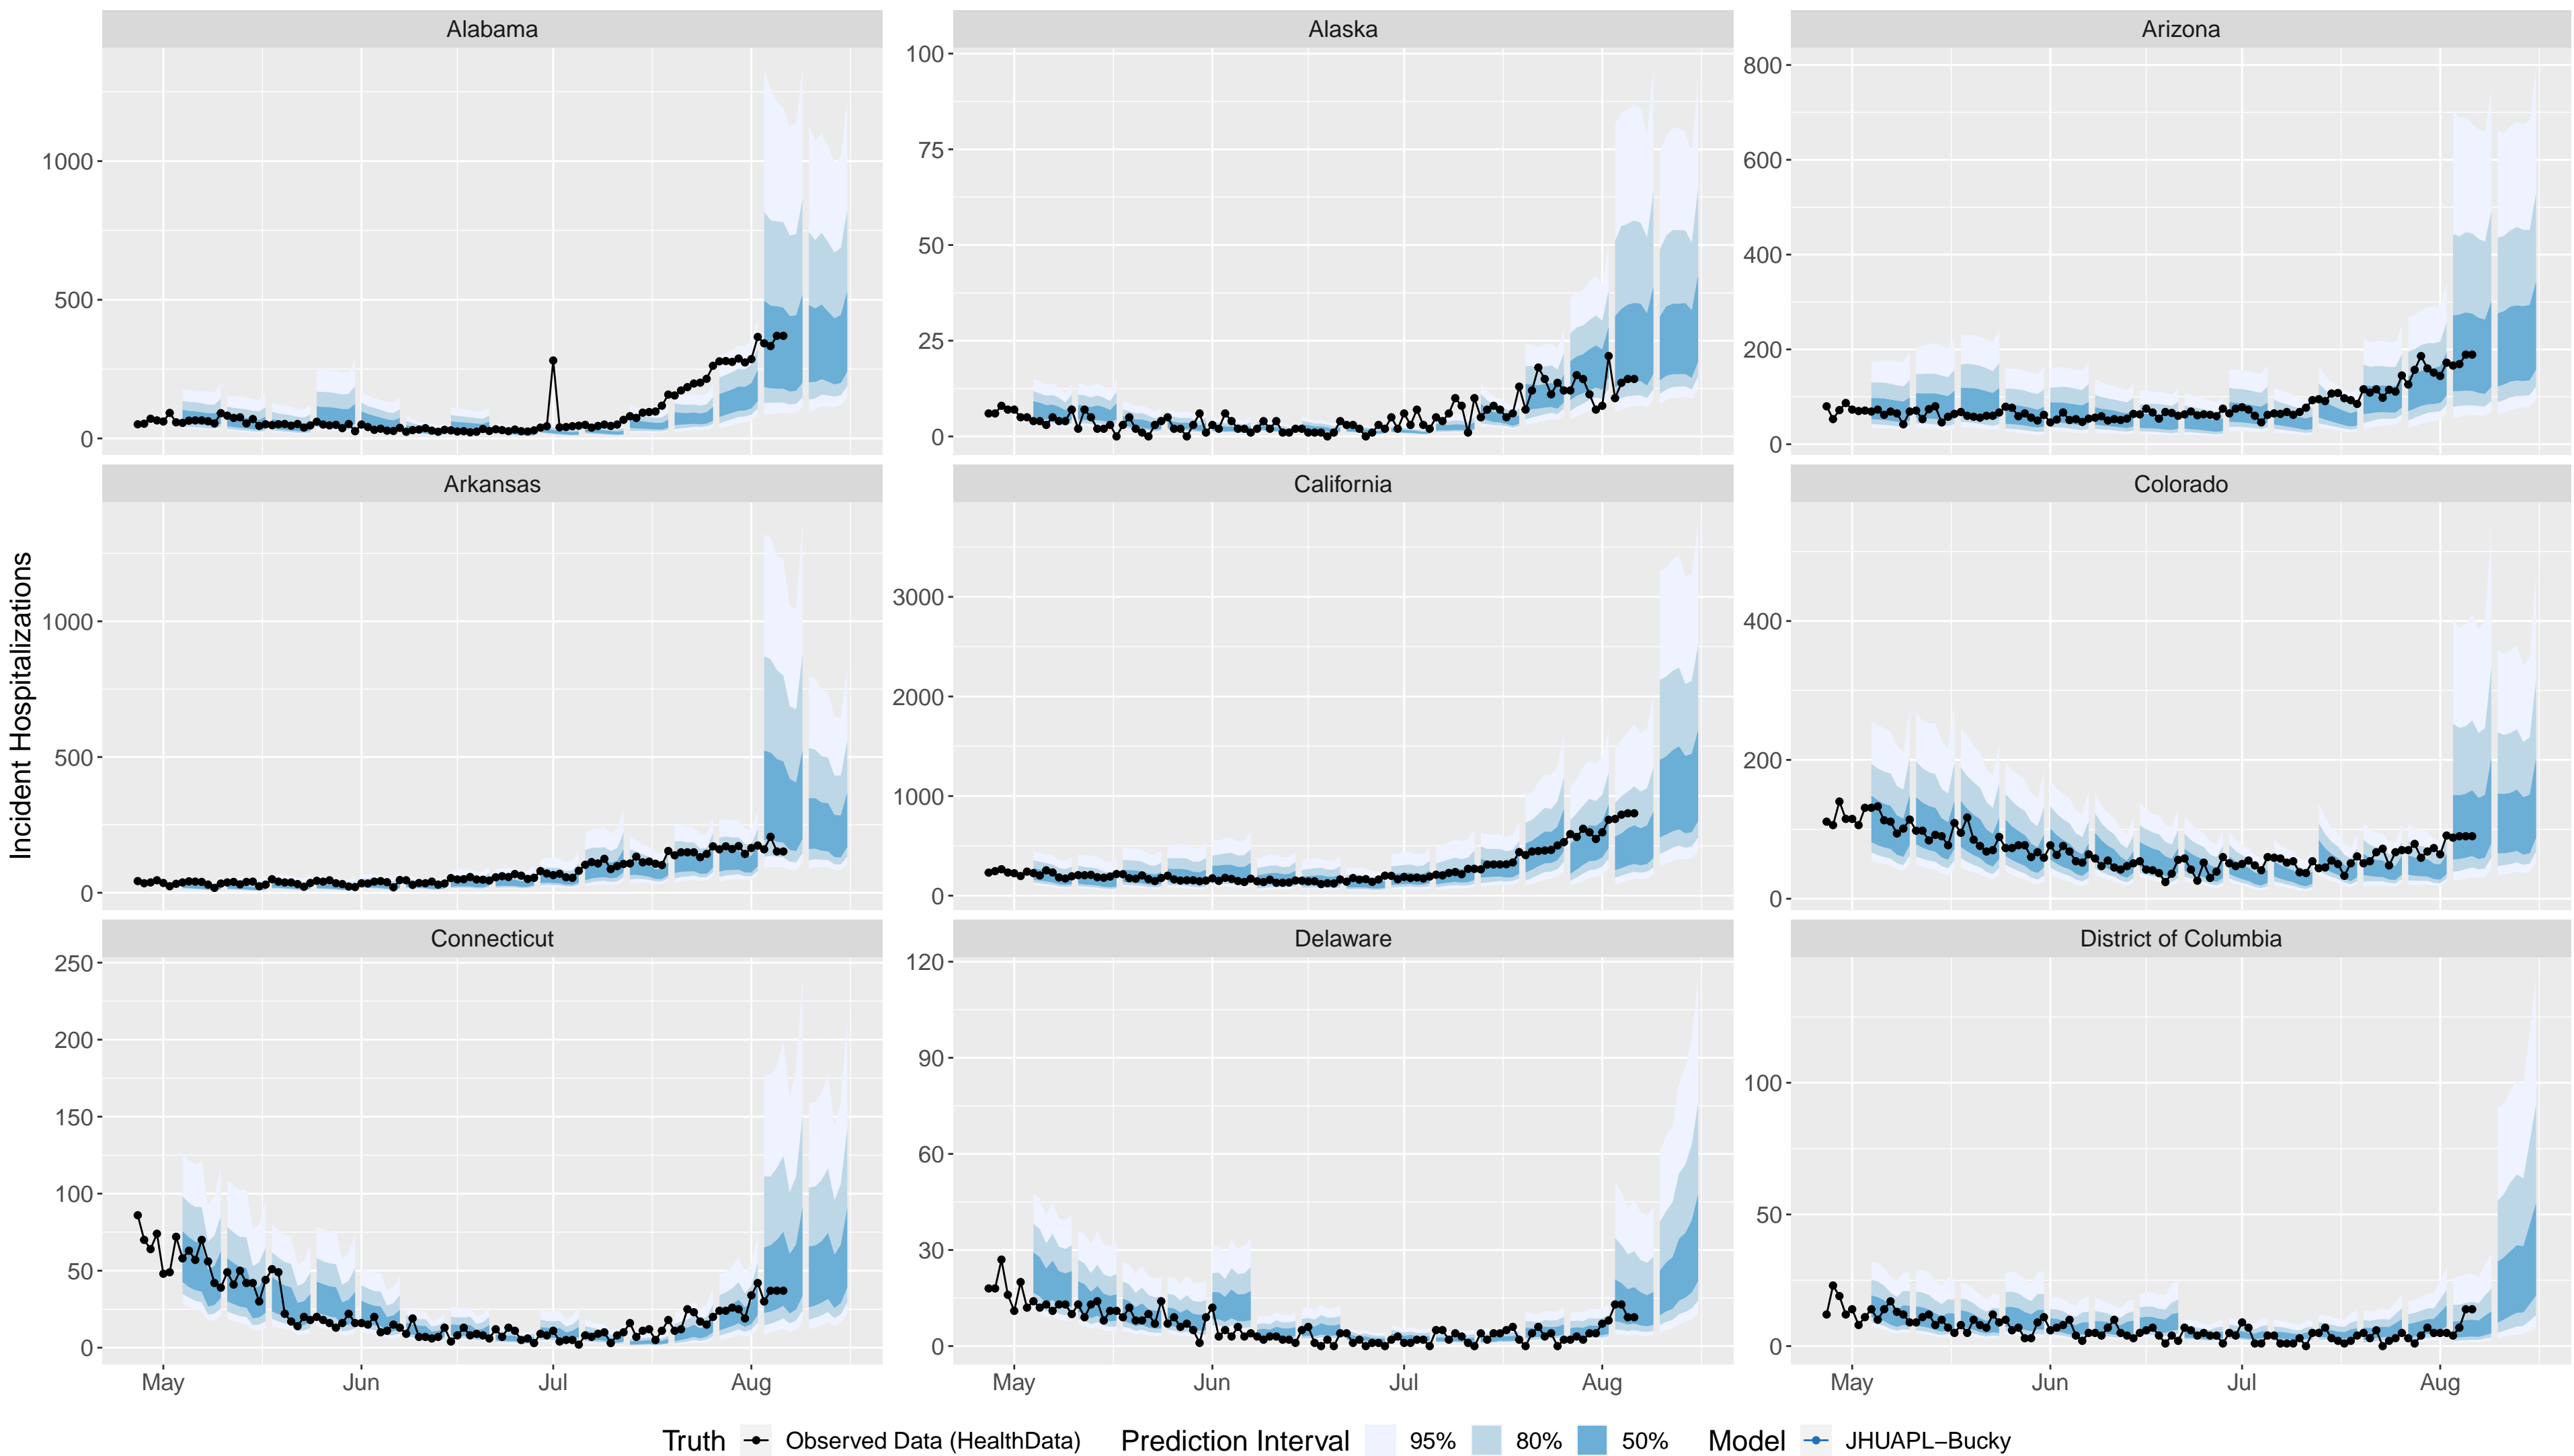 Alabama
Alaska
Arizona
1000
500
0
100
75
50
25
0
800
600
400
200
0
Arkansas
California
Colorado
1000
500
0
3000
2000
1000
0
400
200
0
Connecticut
Delaware
District of Columbia
250
200
150
100
50
0
120
90
60
30
0
100
50
0
May Jun Jul Aug
May Jun Jul Aug
May Jun Jul Aug
Incident Hospitalizations
Truth Observed Data (HealthData) Prediction Interval 95% 80% 50% Model JHUAPL−Bucky